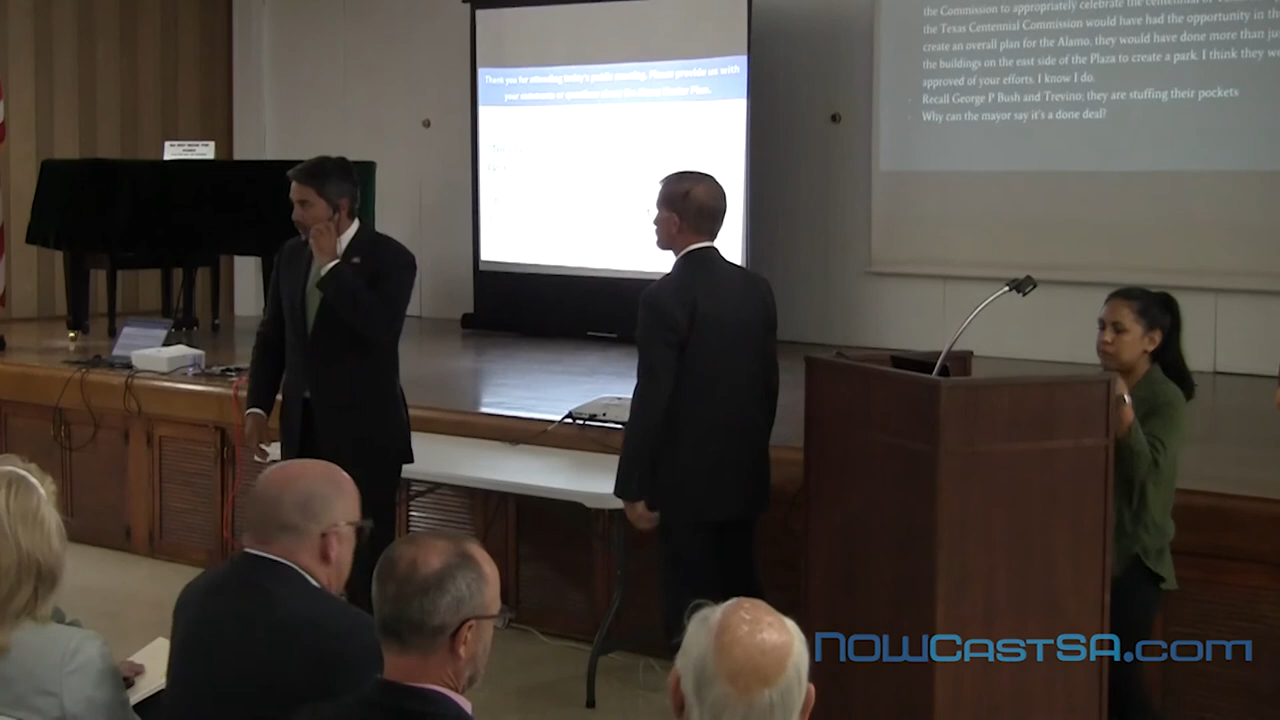 the Commission to appropriately celebrate the centennial of
the Texas Centennial Commission would have had the opportunity in th
create an overall plan for the Alamo, they would have done more than ju
the buildings on the east side of the Plaza to create a park. I think they w
approved of your efforts. I know I do.
Recall George P Bush and Trevino; they are stuffing their pockets
Why can the mayor say it's a done deal?
Thank you for attending today's public meeting. Please provide us with
your comments or questions about the Alamo Master Plan.
NOWCastSA.com